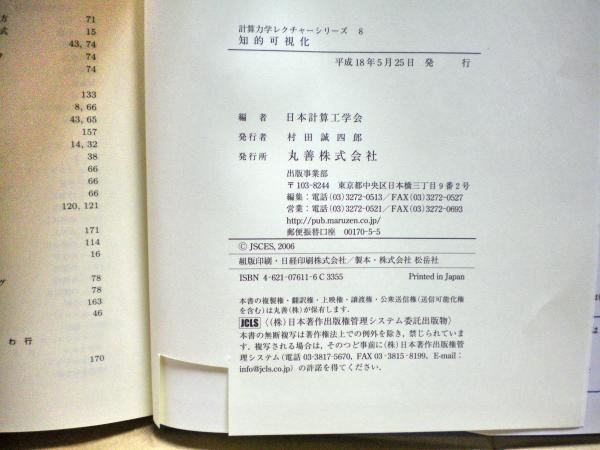 方 71
式 15
43, 74
74
74
133
8, 66
43, 65
157
14, 32
38
66
66
66
120, 121
171
114
16
78
78
163
46
わ 行
170
計算力学レクチャーシリーズ 8
知的可視化
平成18年5月25日 発 行
編 者 日本計算工学会
発行者 村田誠四郎
発行所 丸善株式会社
出版事業部
〒103-8244 東京都中央区日本橋三丁目9番2号
編集：電話(03)3272-0513／FAX(03)3272-0527
営業：電話(03)3272-0521／FAX(03)3272-0693
http://pub.maruzen.co.jp/
郵便振替口座 00170-5-5
© JSCES, 2006
組版印刷・日経印刷株式会社／製本・株式会社 松岳社
ISBN 4-621-07611-6 C 3355 Printed in Japan
本書の複製権・翻訳権・上映権・譲渡権・公衆送信権(送信可能化権
を含む)は丸善(株)が保有します．
JCLS 〈(株)日本著作出版権管理システム委託出版物〉
本書の無断複写は著作権法上での例外を除き，禁じられていま
す．複写される場合は，そのつど事前に(株)日本著作出版権管
理システム(電話 03-3817-5670, FAX 03-3815-8199, E-mail：
info@jcls.co.jp) の許諾を得てください．